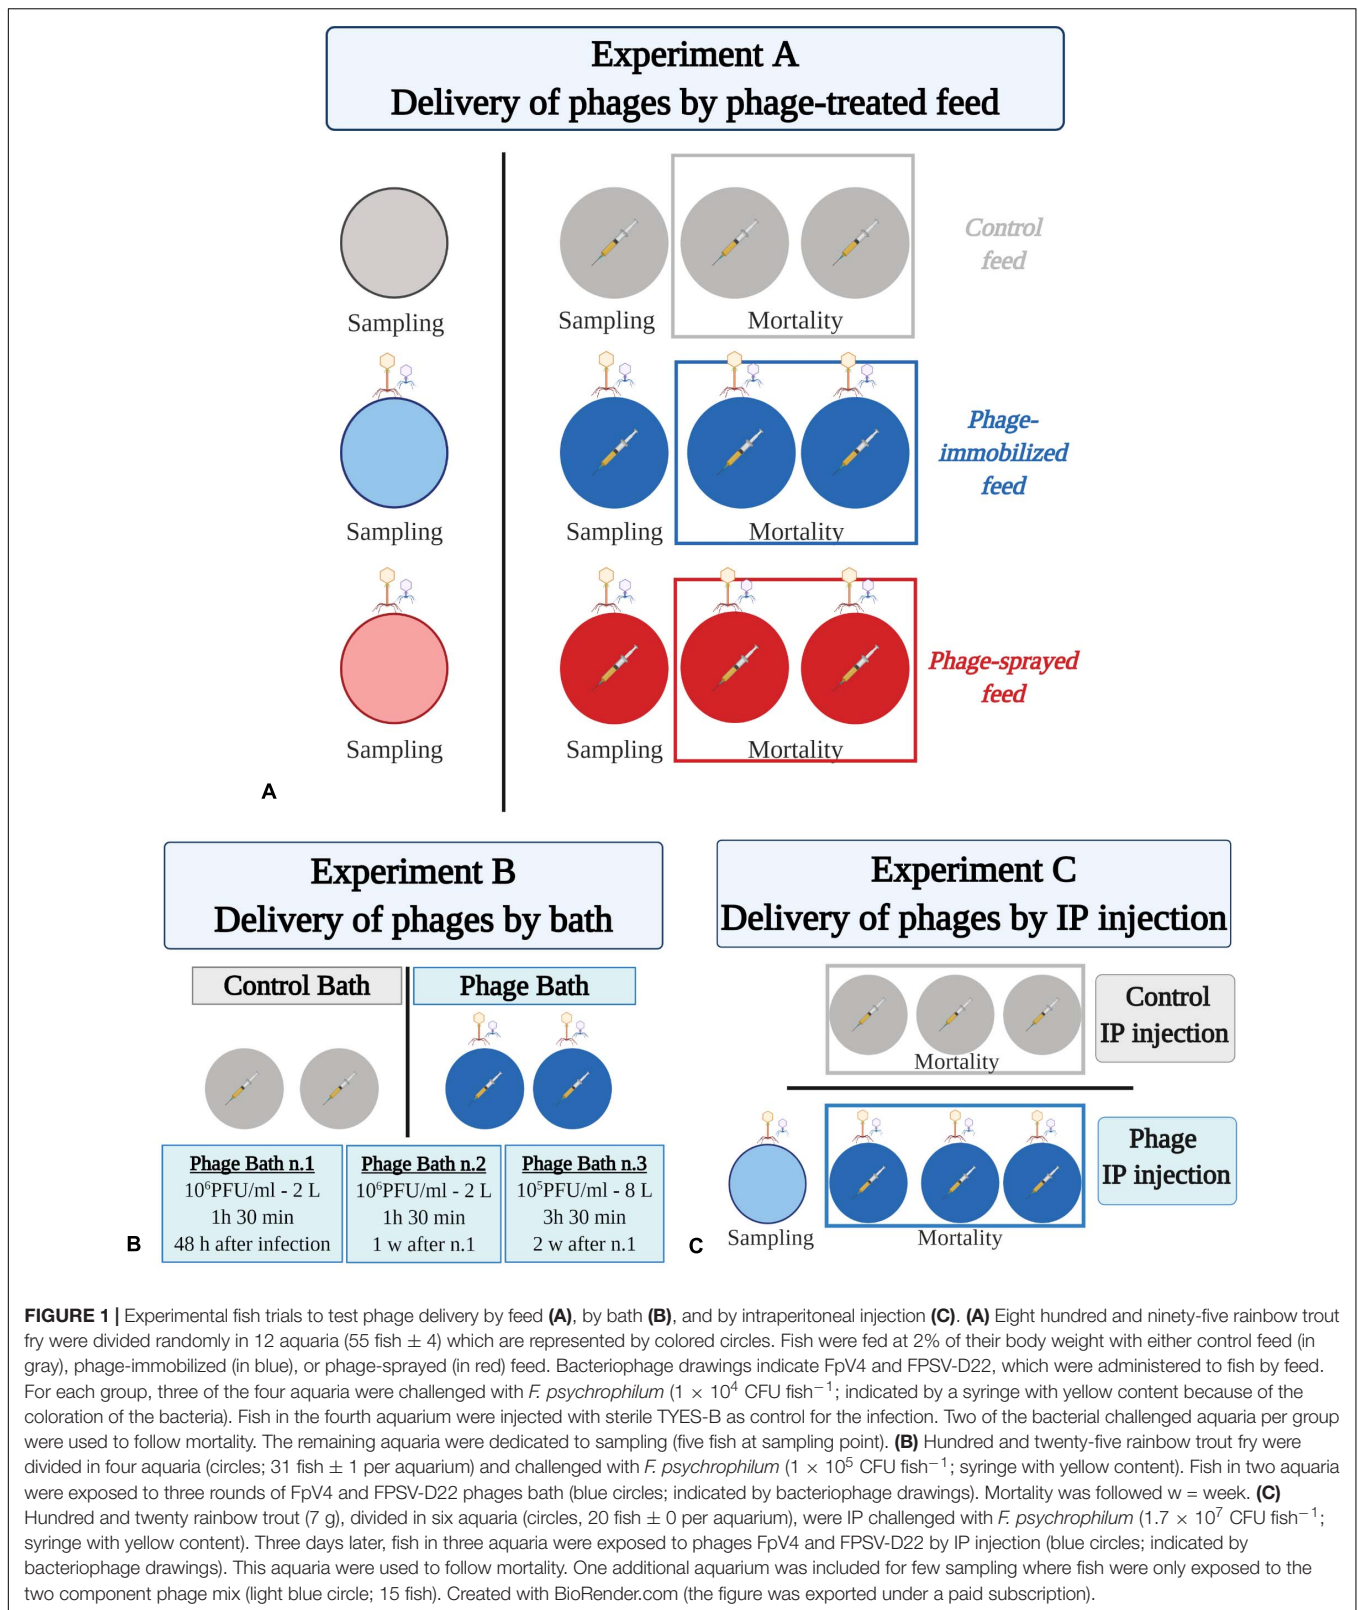 Experiment A
Delivery of phages by phage-treated feed
Control
feed
Sampling
Sampling
Mortality
Phage-
immobilized
feed
Sampling
Sampling
Mortality
Phage-sprayed
feed
Sampling
Sampling
Mortality
A
Experiment B
Delivery of phages by bath
Control Bath
Phage Bath
Phage Bath n.1
10⁶PFU/ml - 2 L
1h 30 min
48 h after infection
Phage Bath n.2
10⁶PFU/ml - 2 L
1h 30 min
1 w after n.1
Phage Bath n.3
10⁵PFU/ml - 8 L
3h 30 min
2 w after n.1
B
Experiment C
Delivery of phages by IP injection
Mortality
Control
IP injection
Sampling
Mortality
Phage
IP injection
C
FIGURE 1 | Experimental fish trials to test phage delivery by feed (A), by bath (B), and by intraperitoneal injection (C). (A) Eight hundred and ninety-five rainbow trout
fry were divided randomly in 12 aquaria (55 fish ± 4) which are represented by colored circles. Fish were fed at 2% of their body weight with either control feed (in
gray), phage-immobilized (in blue), or phage-sprayed (in red) feed. Bacteriophage drawings indicate FpV4 and FPSV-D22, which were administered to fish by feed.
For each group, three of the four aquaria were challenged with F. psychrophilum (1 × 10⁴ CFU fish⁻¹; indicated by a syringe with yellow content because of the
coloration of the bacteria). Fish in the fourth aquarium were injected with sterile TYES-B as control for the infection. Two of the bacterial challenged aquaria per group
were used to follow mortality. The remaining aquaria were dedicated to sampling (five fish at sampling point). (B) Hundred and twenty-five rainbow trout fry were
divided in four aquaria (circles; 31 fish ± 1 per aquarium) and challenged with F. psychrophilum (1 × 10⁵ CFU fish⁻¹; syringe with yellow content). Fish in two aquaria
were exposed to three rounds of FpV4 and FPSV-D22 phages bath (blue circles; indicated by bacteriophage drawings). Mortality was followed w = week. (C)
Hundred and twenty rainbow trout (7 g), divided in six aquaria (circles, 20 fish ± 0 per aquarium), were IP challenged with F. psychrophilum (1.7 × 10⁷ CFU fish⁻¹;
syringe with yellow content). Three days later, fish in three aquaria were exposed to phages FpV4 and FPSV-D22 by IP injection (blue circles; indicated by
bacteriophage drawings). This aquaria were used to follow mortality. One additional aquarium was included for few sampling where fish were only exposed to the
two component phage mix (light blue circle; 15 fish). Created with BioRender.com (the figure was exported under a paid subscription).